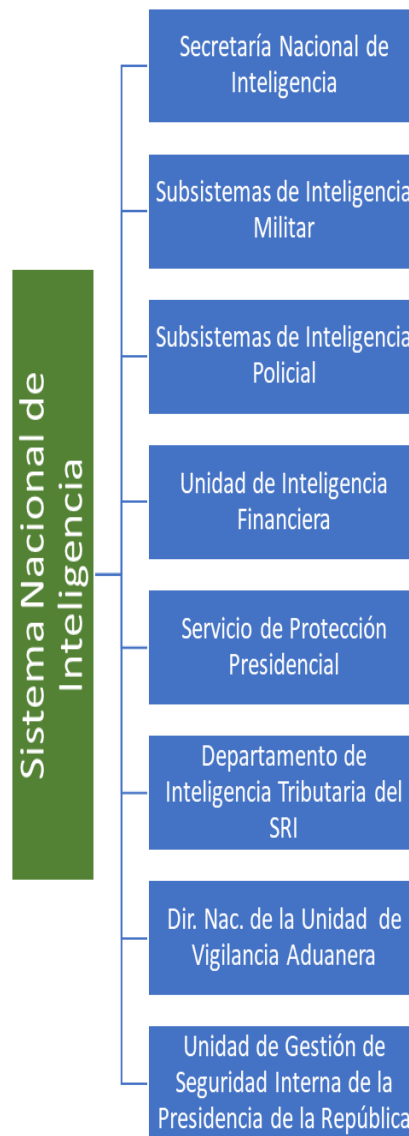 Sistema Nacional de
Inteligencia
Secretaría Nacional de
Inteligencia
Subsistemas de Inteligencia
Militar
Subsistemas de Inteligencia
Policial
Unidad de Inteligencia
Financiera
Servicio de Protección
Presidencial
Departamento de
Inteligencia Tributaria del
SRI
Dir. Nac. de la Unidad de
Vigilancia Aduanera
Unidad de Gestión de
Seguridad Interna de la
Presidencia de la República